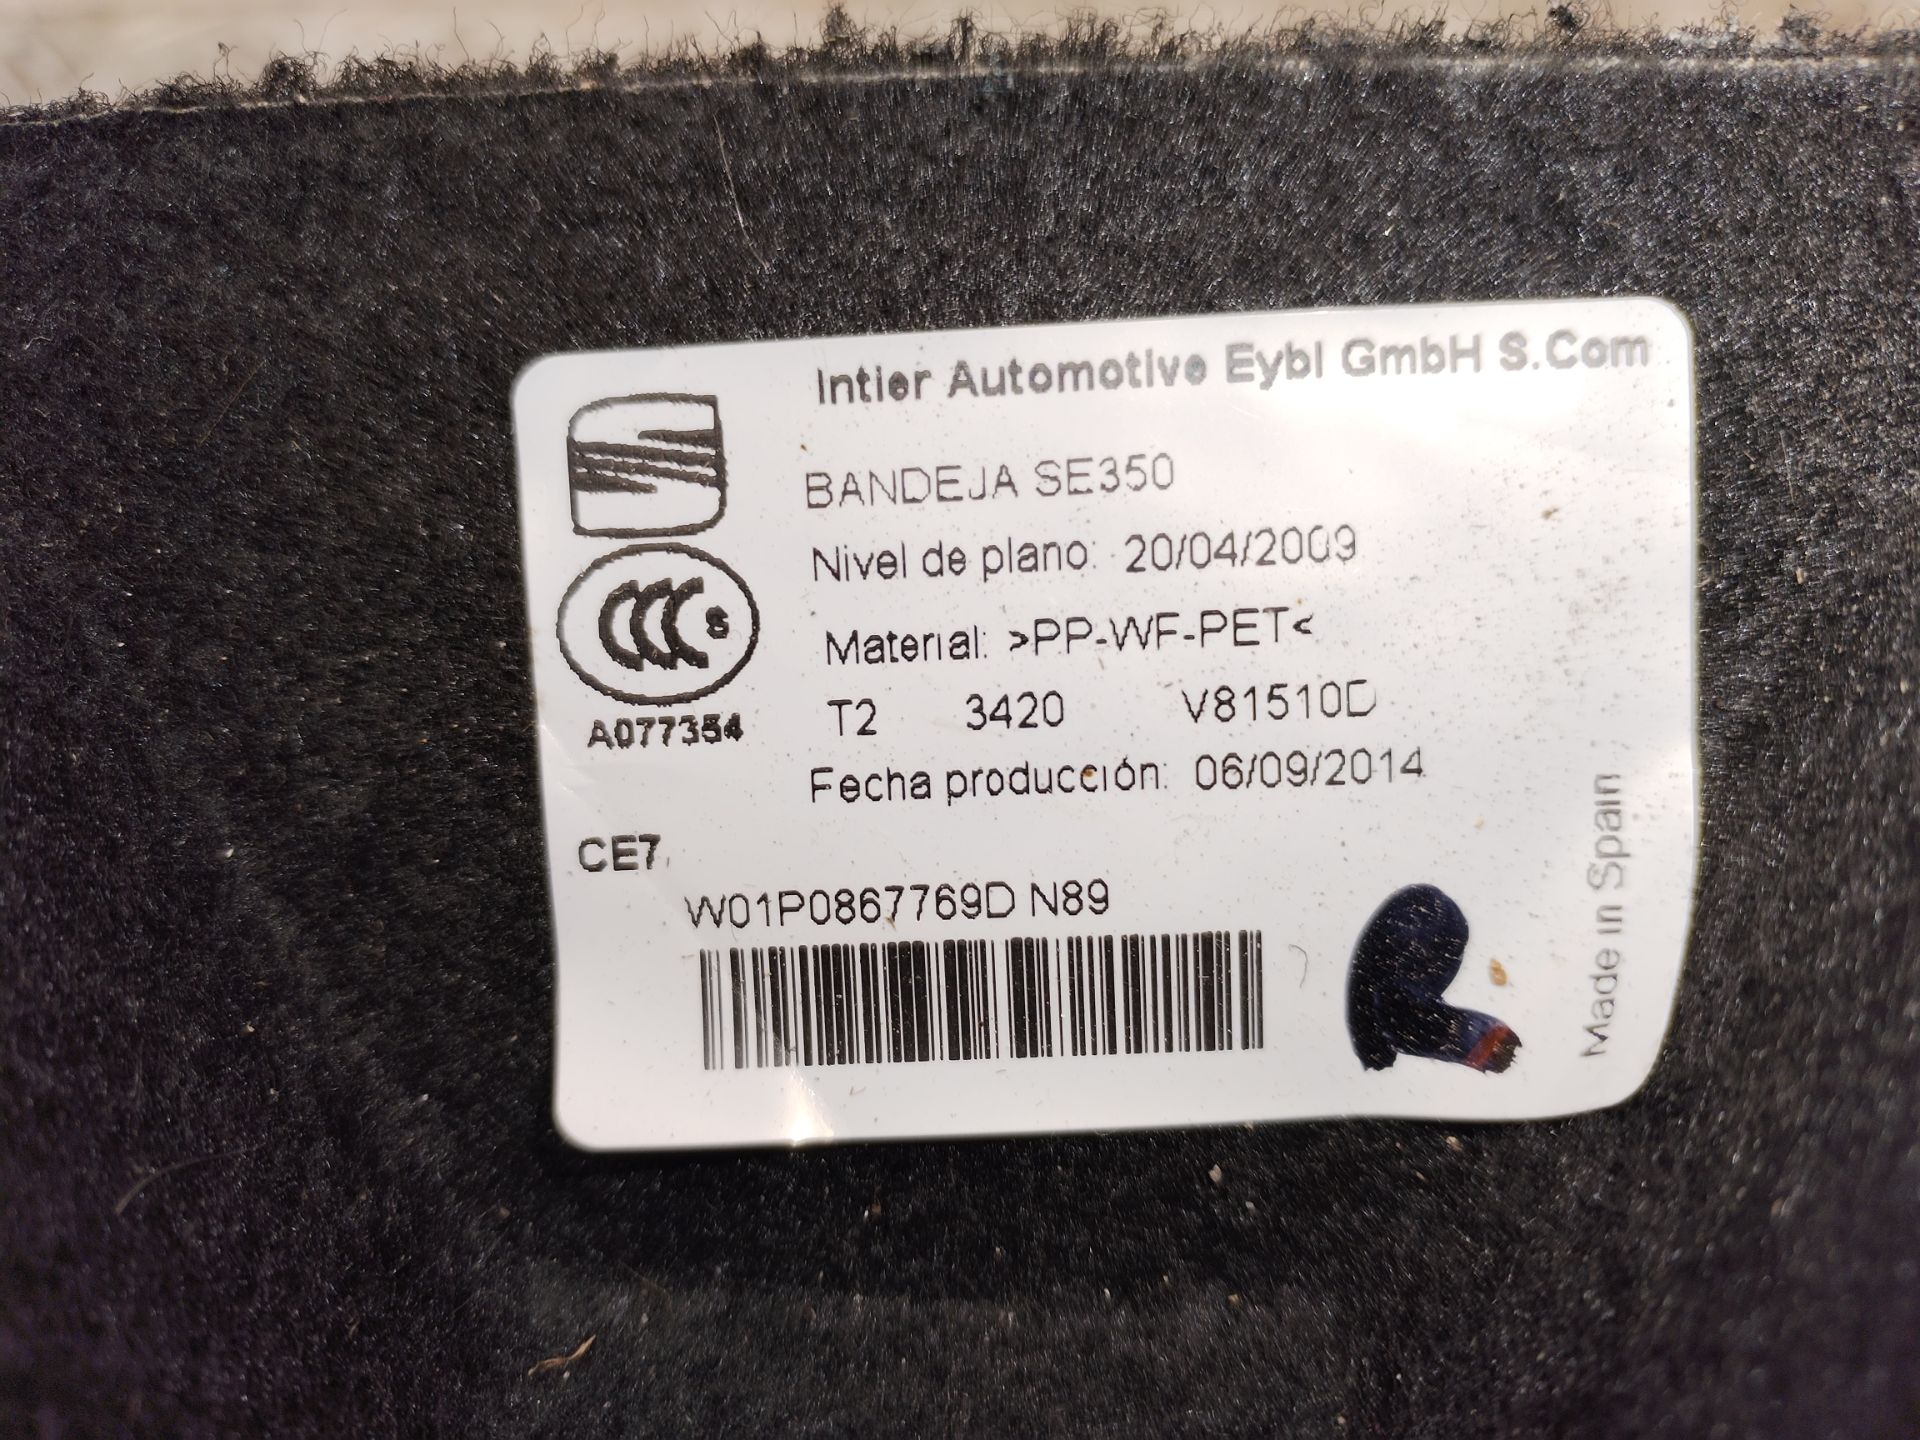 Intier Automotive Eybl GmbH S.Com
BANDEJA SE350
Nivel de plano: 20/04/2009
Material: >PP-WF-PET<
T2 3420 V81510D
Fecha producción: 06/09/2014
CCC S
A077354
CE7
W01P0867769D N89
Made in Spain